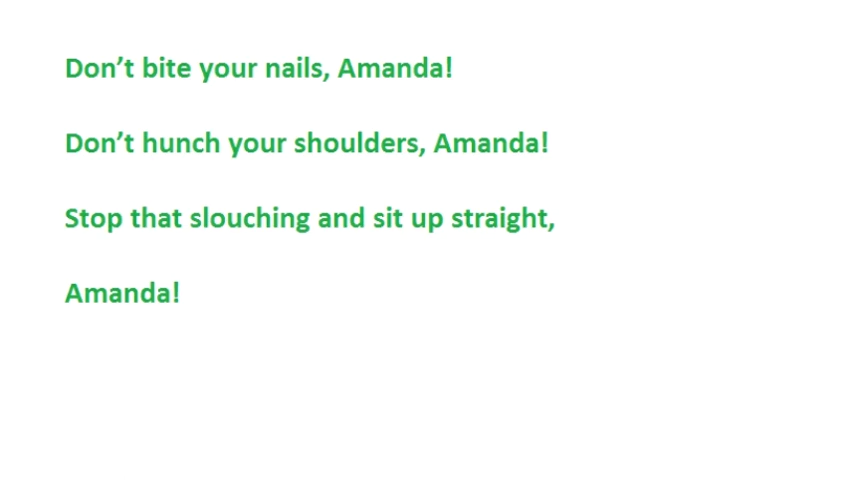 Don’t bite your nails, Amanda!
Don’t hunch your shoulders, Amanda!
Stop that slouching and sit up straight,
Amanda!